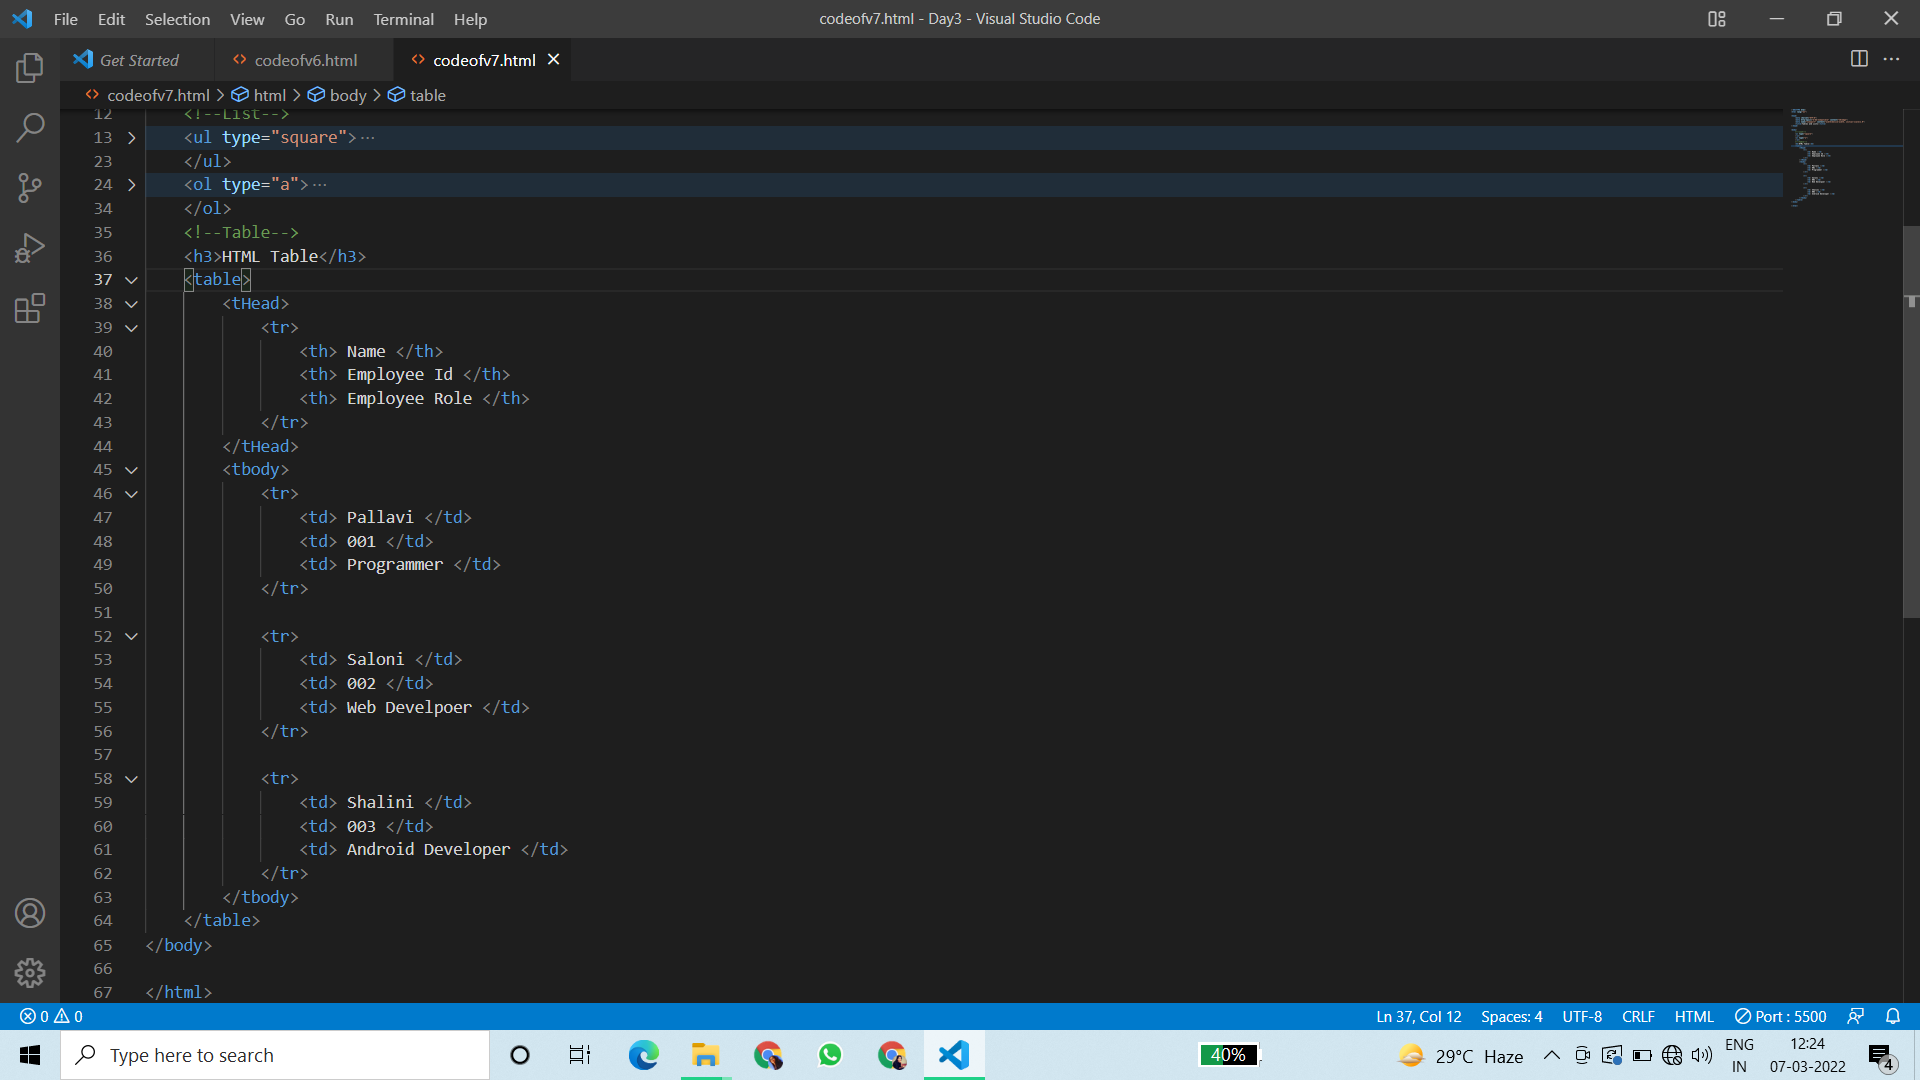 File Edit Selection View Go Run Terminal Help codeofv7.html - Day3 - Visual Studio Code
Get Started codeofv6.html codeofv7.html
codeofv7.html > html > body > table
12 <!--List-->
13 <ul type="square">...
23 </ul>
24 <ol type="a">...
34 </ol>
35 <!--Table-->
36 <h3>HTML Table</h3>
37 <table>
38 <tHead>
39 <tr>
40 <th> Name </th>
41 <th> Employee Id </th>
42 <th> Employee Role </th>
43 </tr>
44 </tHead>
45 <tbody>
46 <tr>
47 <td> Pallavi </td>
48 <td> 001 </td>
49 <td> Programmer </td>
50 </tr>
51
52 <tr>
53 <td> Saloni </td>
54 <td> 002 </td>
55 <td> Web Develpoer </td>
56 </tr>
57
58 <tr>
59 <td> Shalini </td>
60 <td> 003 </td>
61 <td> Android Developer </td>
62 </tr>
63 </tbody>
64 </table>
65 </body>
66
67 </html>
0 0 Ln 37, Col 12 Spaces: 4 UTF-8 CRLF HTML Port : 5500
Type here to search 40% 29°C Haze ENG 12:24
IN 07-03-2022 4